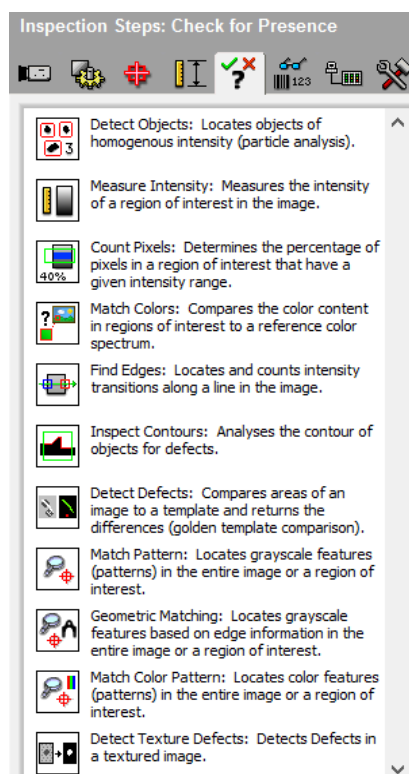 Inspection Steps: Check for Presence
123
Detect Objects: Locates objects of
homogenous intensity (particle analysis).
3
Measure Intensity: Measures the intensity
of a region of interest in the image.
Count Pixels: Determines the percentage of
pixels in a region of interest that have a
given intensity range.
40%
Match Colors: Compares the color content
in regions of interest to a reference color
spectrum.
?
Find Edges: Locates and counts intensity
transitions along a line in the image.
Inspect Contours: Analyses the contour of
objects for defects.
Detect Defects: Compares areas of an
image to a template and returns the
differences (golden template comparison).
Match Pattern: Locates grayscale features
(patterns) in the entire image or a region of
interest.
Geometric Matching: Locates grayscale
features based on edge information in the
entire image or a region of interest.
Match Color Pattern: Locates color features
(patterns) in the entire image or a region of
interest.
Detect Texture Defects: Detects Defects in
a textured image.